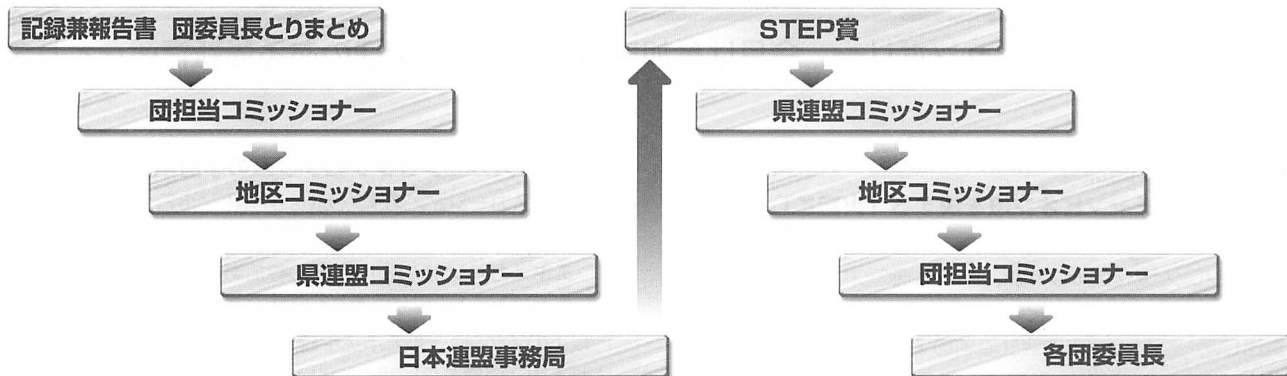 記録兼報告書 団委員長とりまとめ
団担当コミッショナー
地区コミッショナー
県連盟コミッショナー
日本連盟事務局
STEP賞
県連盟コミッショナー
地区コミッショナー
団担当コミッショナー
各団委員長